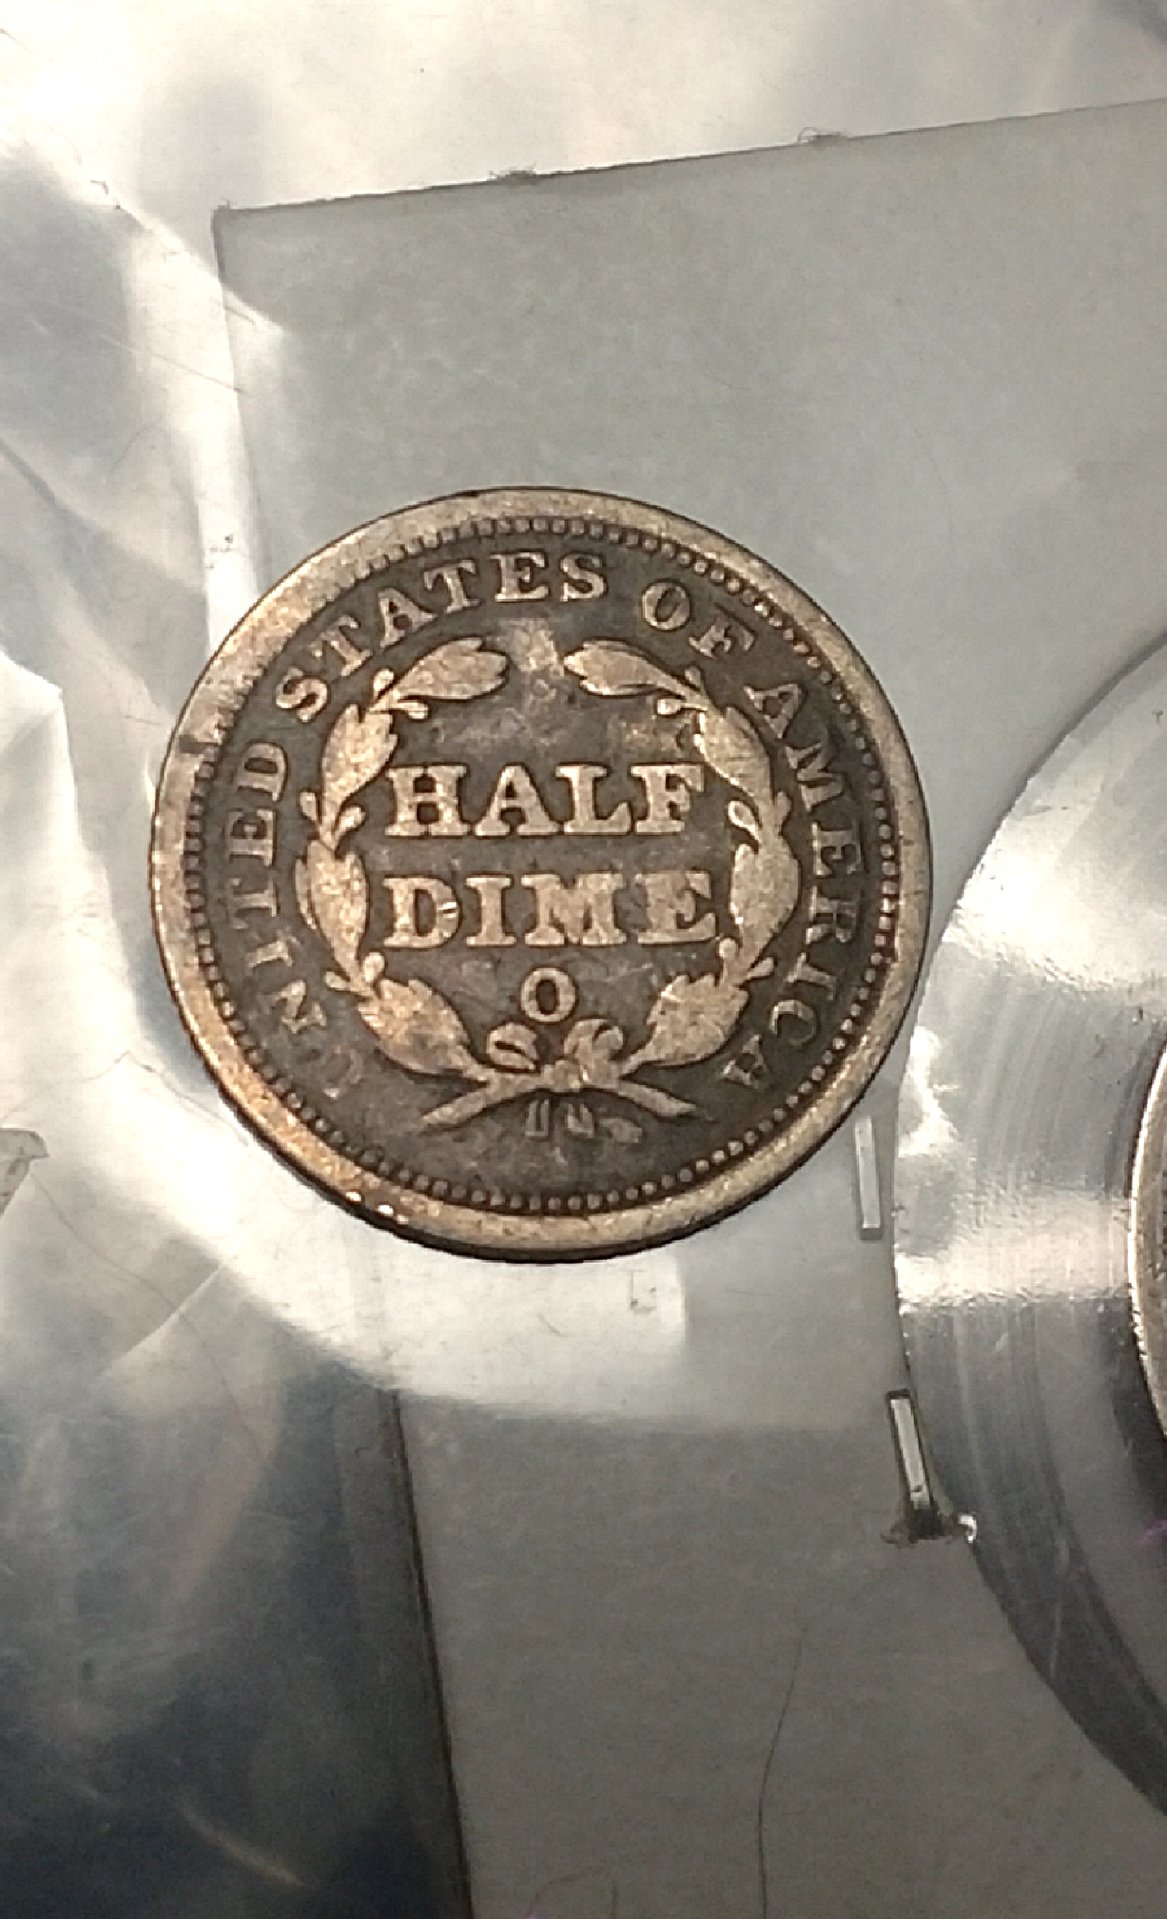 UNITED STATES OF AMERICA
HALF
DIME
O